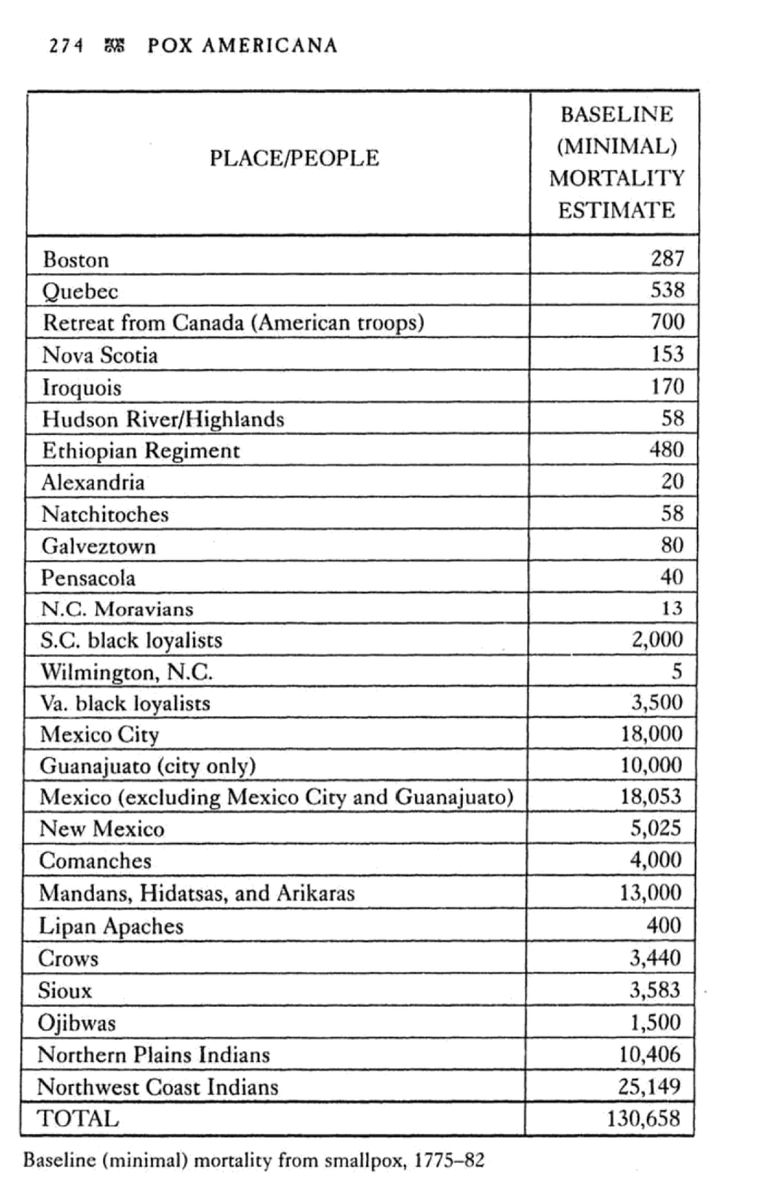 274 POX AMERICANA
PLACE/PEOPLE
BASELINE
(MINIMAL)
MORTALITY
ESTIMATE
Boston 287
Quebec 538
Retreat from Canada (American troops) 700
Nova Scotia 153
Iroquois 170
Hudson River/Highlands 58
Ethiopian Regiment 480
Alexandria 20
Natchitoches 58
Galveztown 80
Pensacola 40
N.C. Moravians 13
S.C. black loyalists 2,000
Wilmington, N.C. 5
Va. black loyalists 3,500
Mexico City 18,000
Guanajuato (city only) 10,000
Mexico (excluding Mexico City and Guanajuato) 18,053
New Mexico 5,025
Comanches 4,000
Mandans, Hidatsas, and Arikaras 13,000
Lipan Apaches 400
Crows 3,440
Sioux 3,583
Ojibwas 1,500
Northern Plains Indians 10,406
Northwest Coast Indians 25,149
TOTAL 130,658
Baseline (minimal) mortality from smallpox, 1775–82